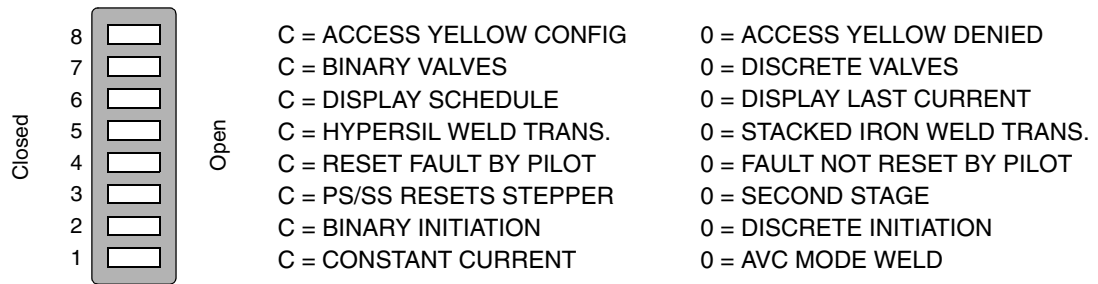 Closed
Open
8 C = ACCESS YELLOW CONFIG 0 = ACCESS YELLOW DENIED
7 C = BINARY VALVES 0 = DISCRETE VALVES
6 C = DISPLAY SCHEDULE 0 = DISPLAY LAST CURRENT
5 C = HYPERSIL WELD TRANS. 0 = STACKED IRON WELD TRANS.
4 C = RESET FAULT BY PILOT 0 = FAULT NOT RESET BY PILOT
3 C = PS/SS RESETS STEPPER 0 = SECOND STAGE
2 C = BINARY INITIATION 0 = DISCRETE INITIATION
1 C = CONSTANT CURRENT 0 = AVC MODE WELD